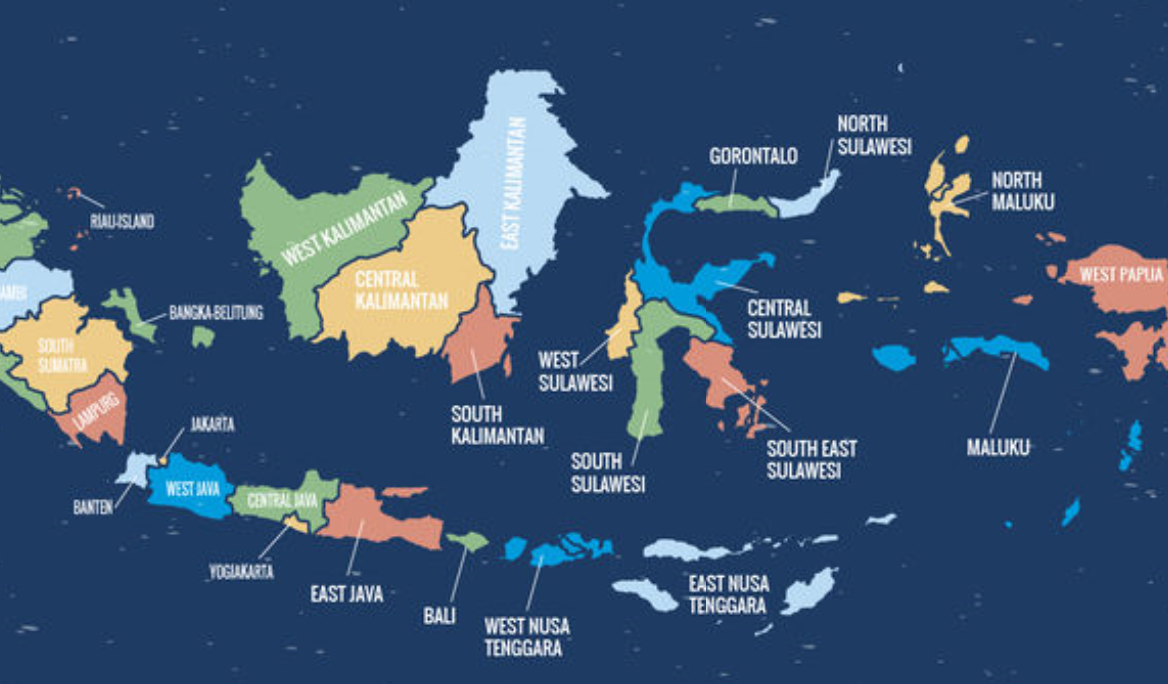 NORTH
SULAWESI
GORONTALO
EAST KALIMANTAN
NORTH
MALUKU
RIAU-ISLAND
WEST KALIMANTAN
WEST PAPUA
AMBI
CENTRAL
KALIMANTAN
BANGKA-BELITUNG
CENTRAL
SULAWESI
SOUTH
SUMATRA
WEST
SULAWESI
LAMPURG
SOUTH
KALIMANTAN
JAKARTA
MALUKU
SOUTH EAST
SULAWESI
SOUTH
SULAWESI
WEST JAVA
CENTRAL JAVA
BANTEN
YOGIAKARTA
EAST JAVA
EAST NUSA
TENGGARA
BALI
WEST NUSA
TENGGARA